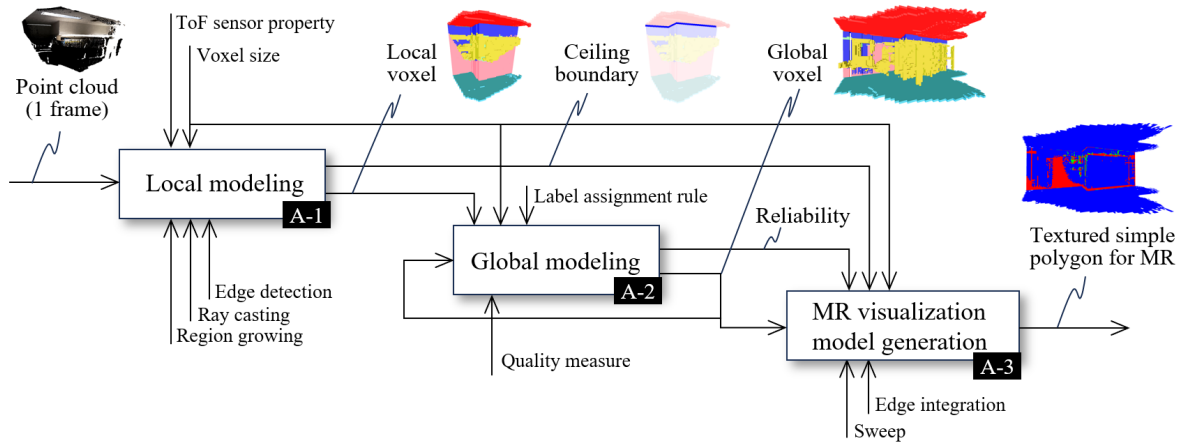 ToF sensor property
Voxel size
Point cloud
(1 frame)
Local
voxel
Ceiling
boundary
Global
voxel
Local modeling
A-1
Label assignment rule
Reliability
Textured simple
polygon for MR
Global modeling
A-2
Edge detection
Ray casting
Region growing
Quality measure
MR visualization
model generation
A-3
Edge integration
Sweep